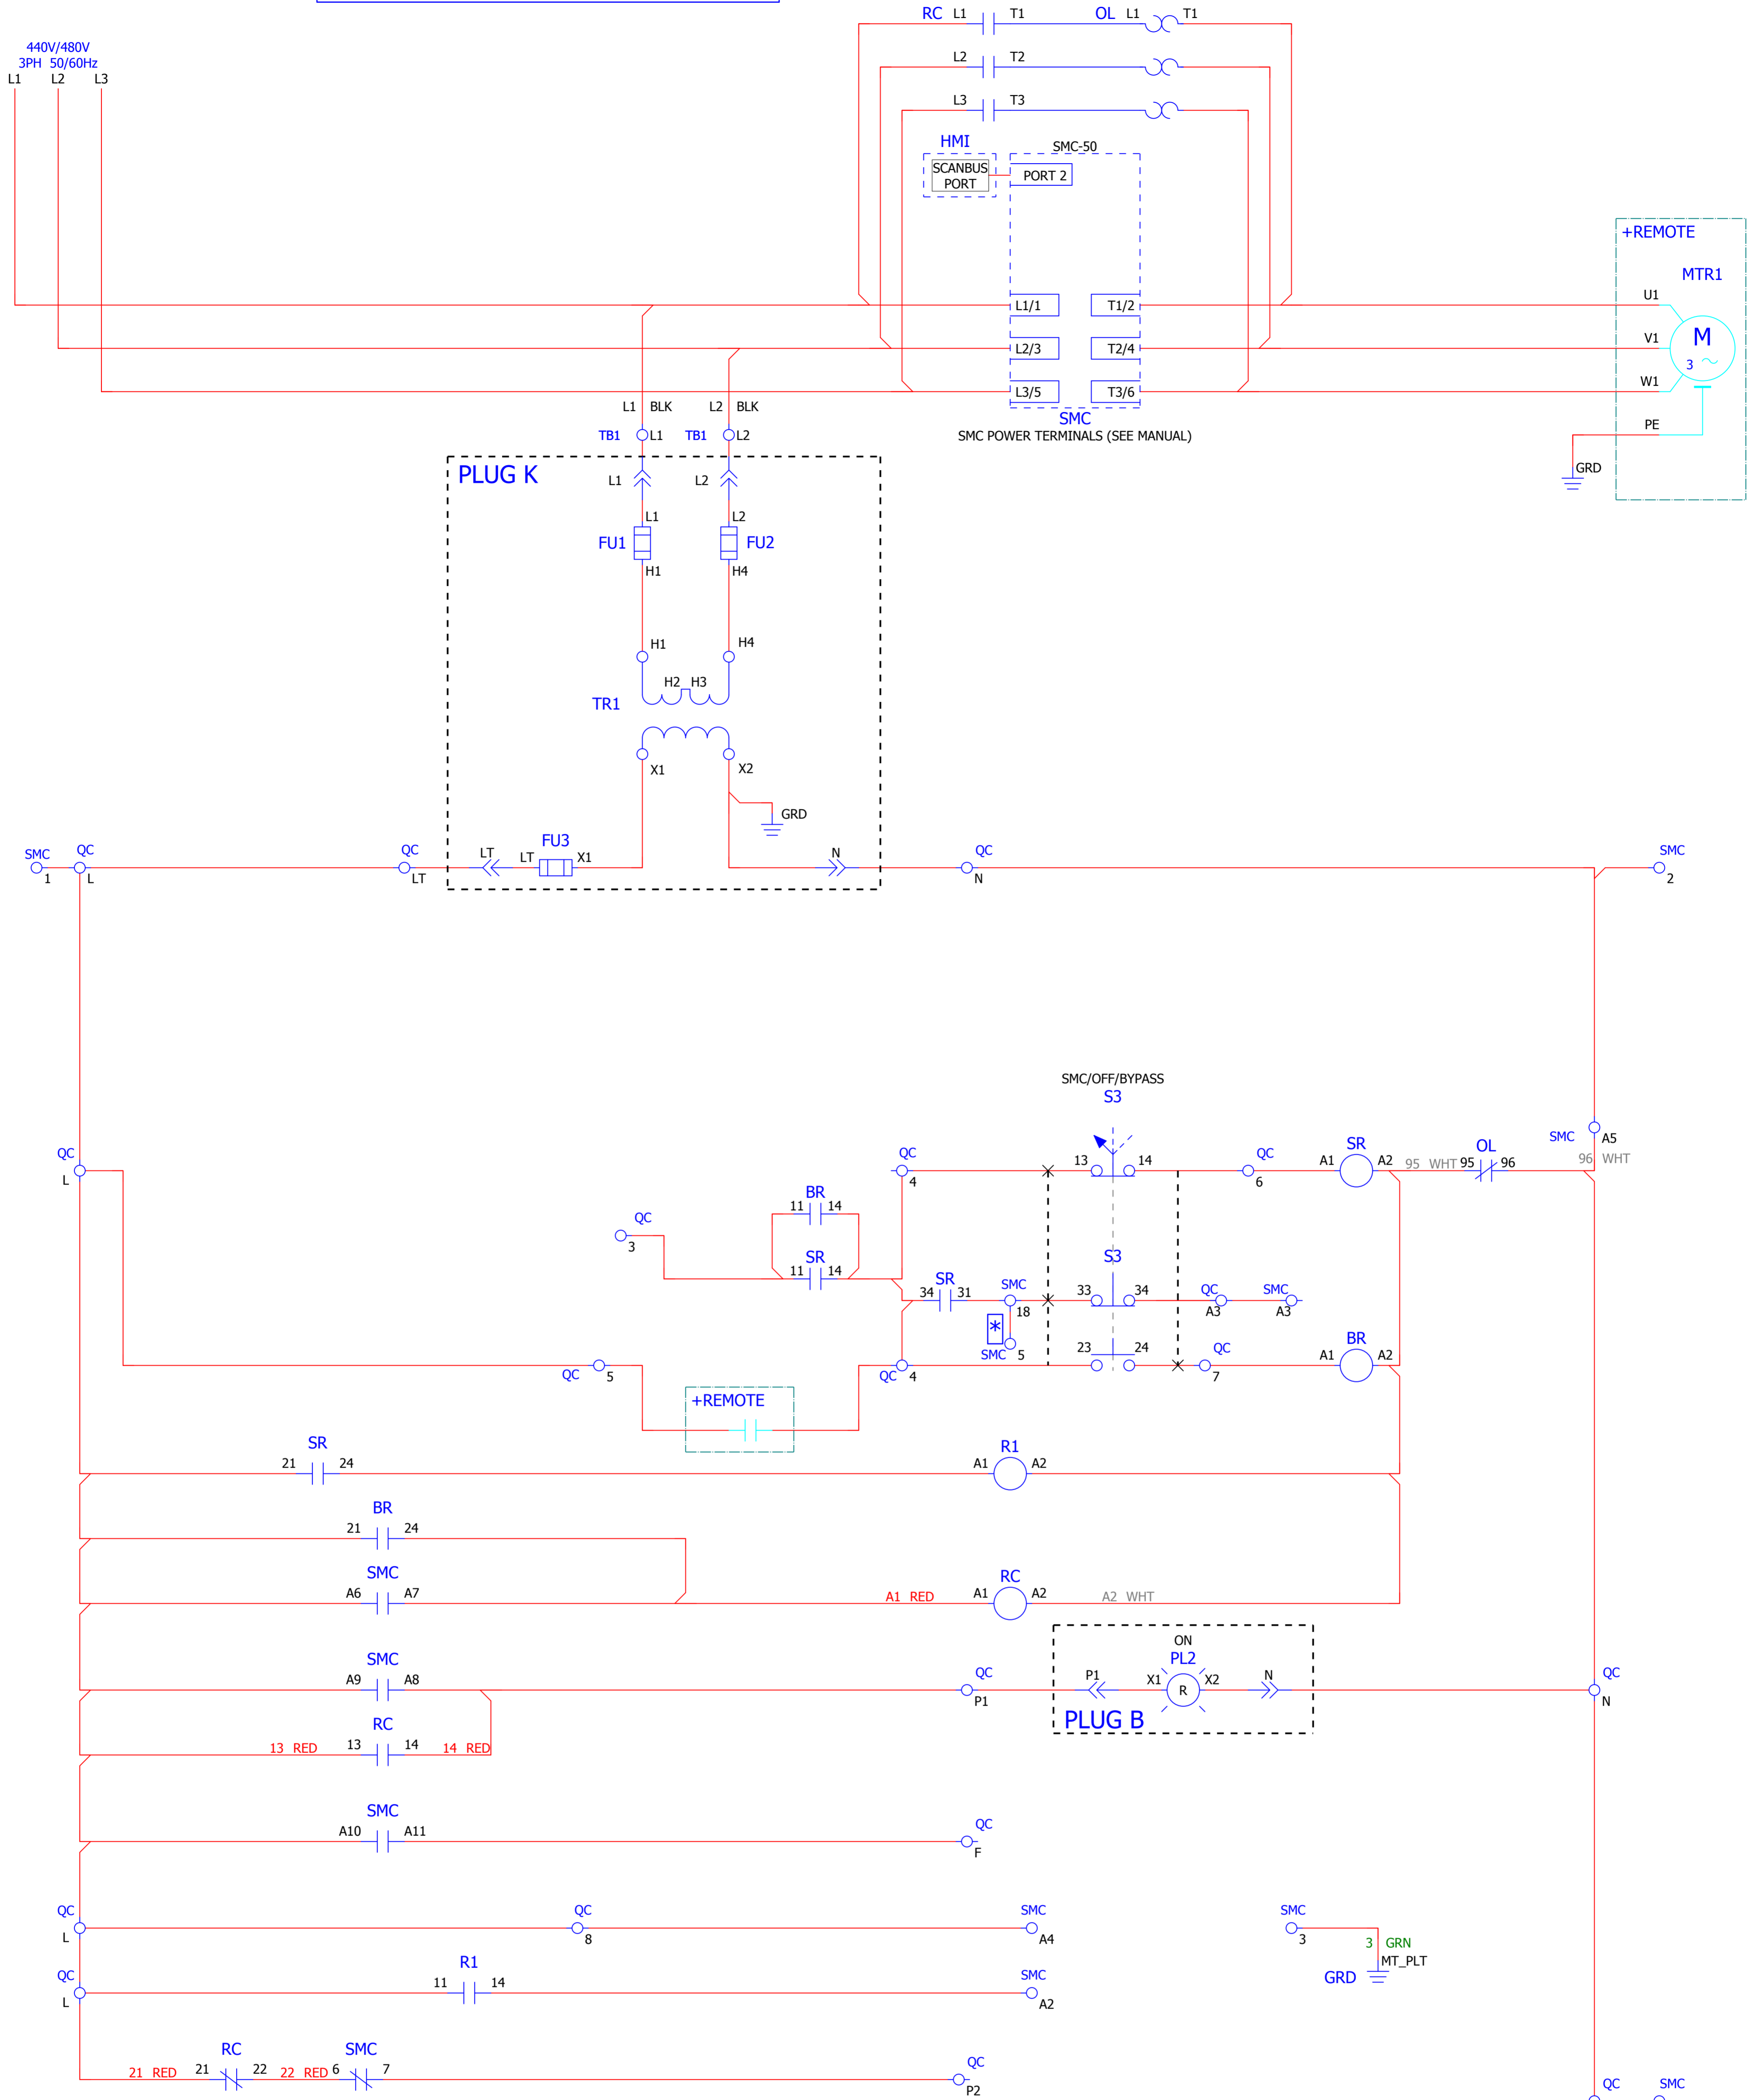 RC L1 T1 OL L1 T1
440V/480V
3PH 50/60Hz
L1 L2 L3
L2 T2
L3 T3
HMI
SMC-50
SCANBUS
PORT
PORT 2
+REMOTE
MTR1
L1/1 T1/2 U1
L2/3 T2/4 V1
M
3
L3/5 T3/6 W1
L1 BLK L2 BLK
SMC
PE
TB1 L1 TB1 L2
SMC POWER TERMINALS (SEE MANUAL)
PLUG K
GRD
L1 L2
L1 L2
FU1 FU2
H1 H4
H1 H4
H2 H3
TR1
X1 X2
GRD
FU3
SMC QC QC LT LT X1 N QC SMC
1 L LT N 2
SMC/OFF/BYPASS
S3
SMC A5
QC QC 13 14 QC SR OL
A1 A2 95 WHT 95 96 96 WHT
L 4 6
BR
11 14
QC
3
SR S3
11 14
SR SMC
34 31 33 34 QC SMC
18 A3 A3
*
SMC 5 23 24 QC BR
A1 A2
QC 5 QC 4 7
+REMOTE
SR R1
21 24 A1 A2
BR
21 24
SMC RC
A6 A7 A1 RED A1 A2 A2 WHT
ON
SMC PL2
A9 A8 QC P1 X1 X2 N QC
R
P1 N
PLUG B
RC
13 RED 13 14 14 RED
SMC
A10 A11 QC
F
QC QC SMC SMC
L 8 A4 3
3 GRN
MT_PLT
GRD
QC R1 SMC
11 14
L A2
RC SMC
21 RED 21 22 22 RED 6 7 QC
P2
QC SMC